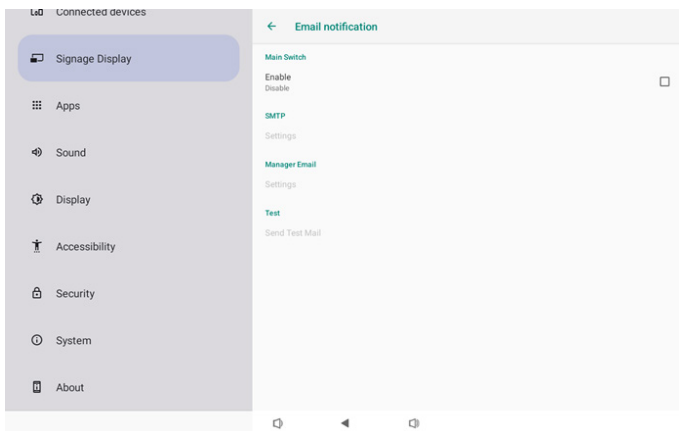 Connected devices
Signage Display
Apps
Sound
Display
Accessibility
Security
System
About
Email notification
Main Switch
Enable
Disable
SMTP
Settings
Manager Email
Settings
Test
Send Test Mail